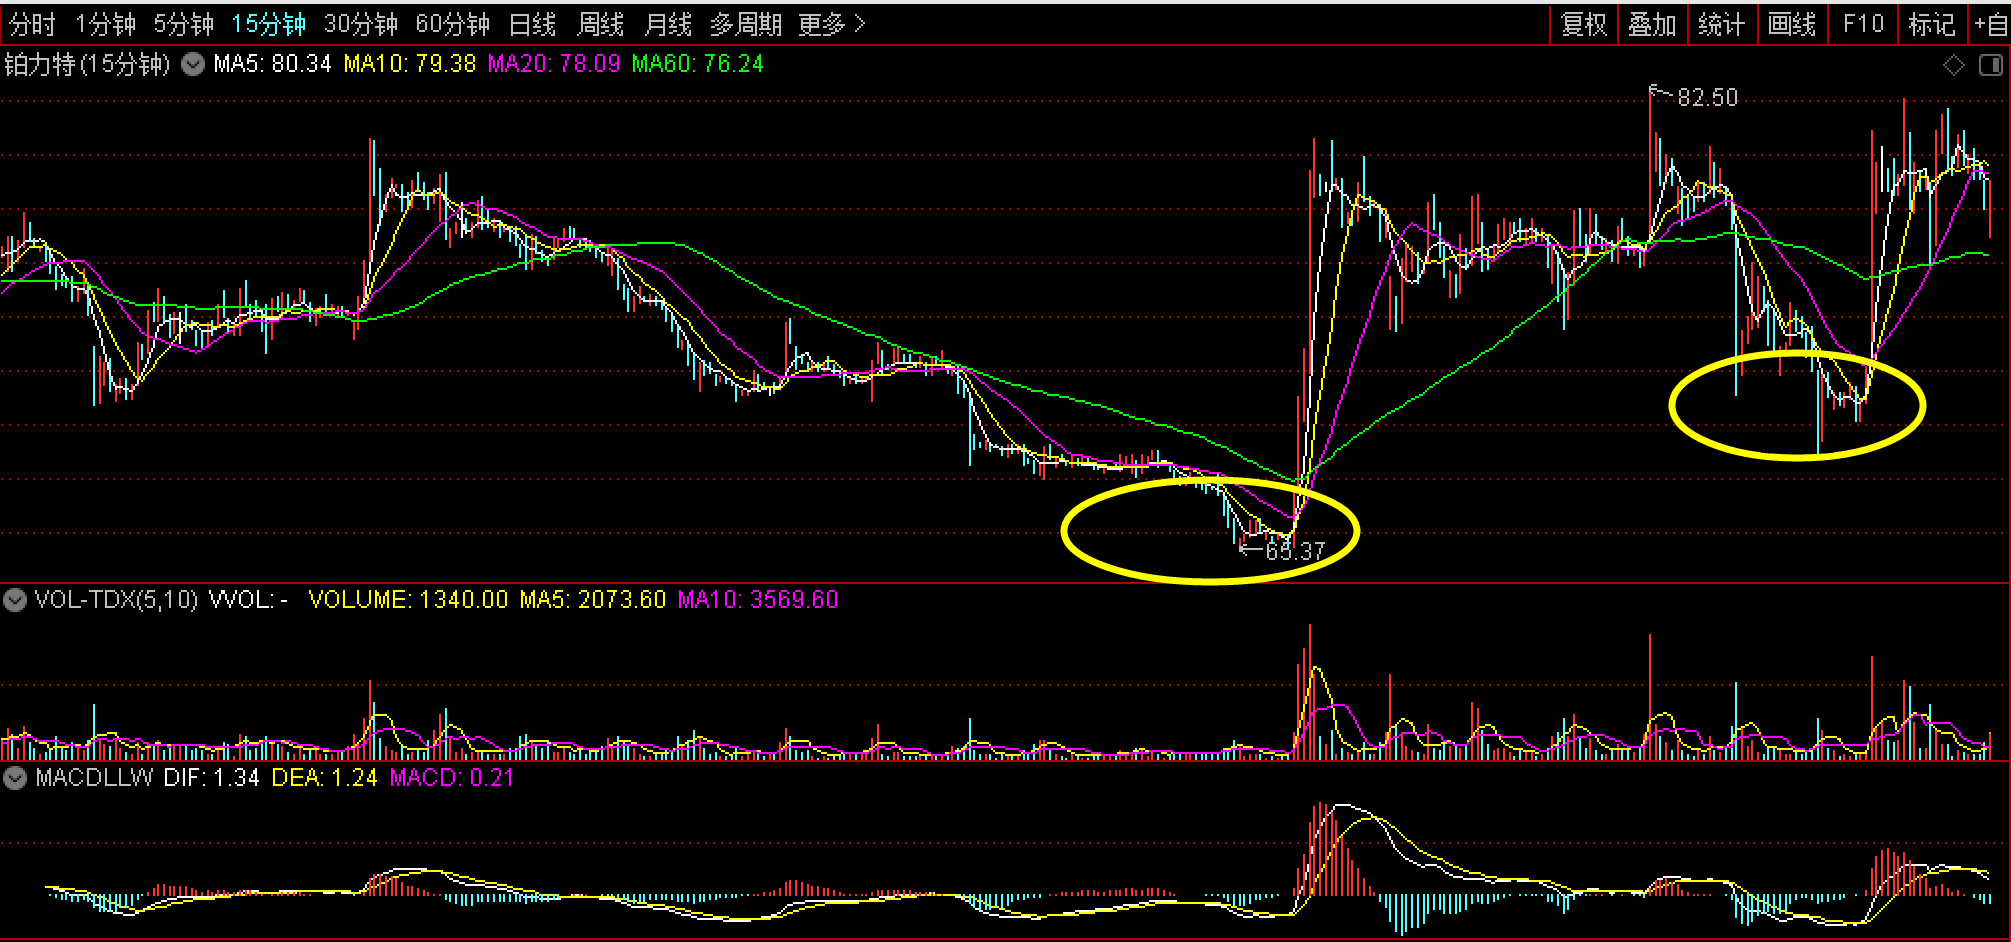 分时 1分钟 5分钟 15分钟 30分钟 60分钟 日线 周线 月线 多周期 更多 > 复权 叠加 统计 画线 F10 标记 +自
铂力特(15分钟) MA5: 80.34 MA10: 79.38 MA20: 78.09 MA60: 76.24
82.50
65.37
VOL-TDX(5,10) VVOL: - VOLUME: 1340.00 MA5: 2073.60 MA10: 3569.60
MACDLLW DIF: 1.34 DEA: 1.24 MACD: 0.21